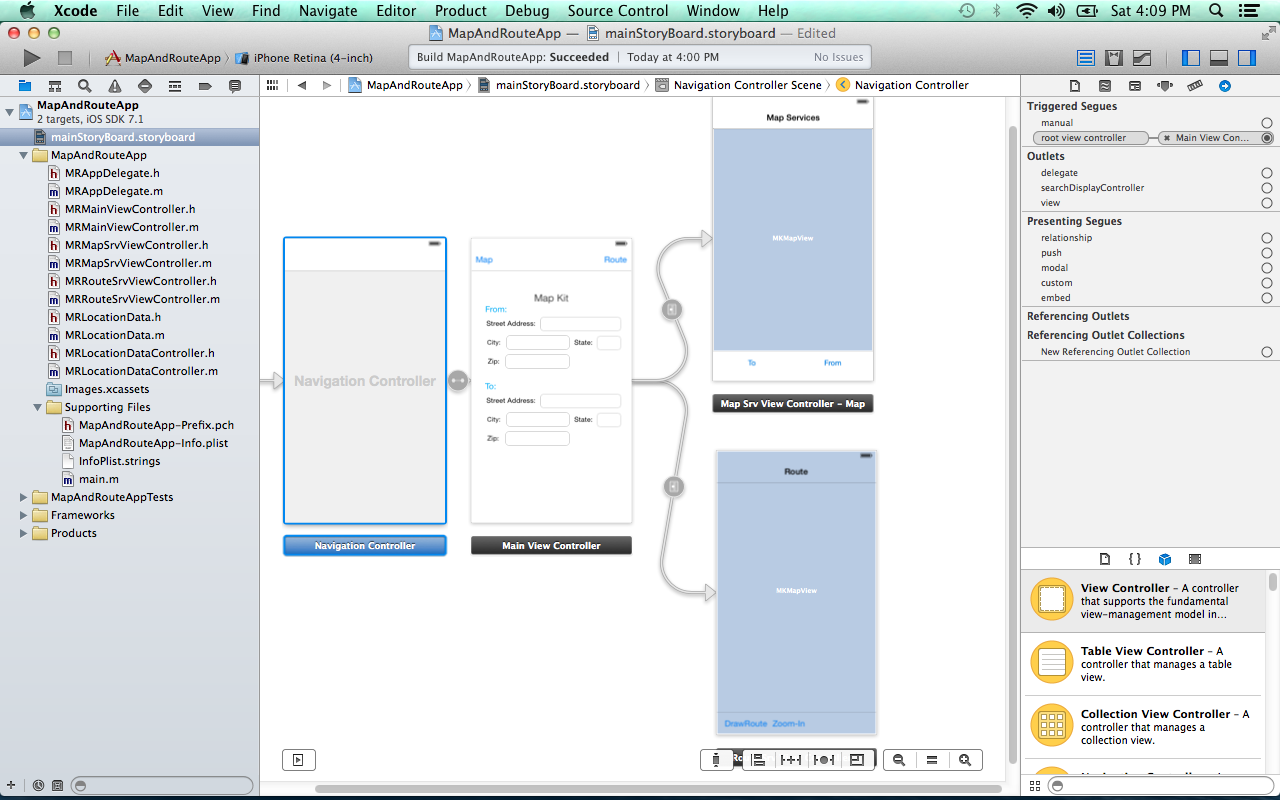 Xcode File Edit View Find Navigate Editor Product Debug Source Control Window Help Sat 4:09 PM
MapAndRouteApp — mainStoryBoard.storyboard — Edited
MapAndRouteApp iPhone Retina (4-inch)
Build MapAndRouteApp: Succeeded Today at 4:00 PM No Issues
MapAndRouteApp mainStoryBoard.storyboard Navigation Controller Scene Navigation Controller
MapAndRouteApp
2 targets, iOS SDK 7.1
mainStoryBoard.storyboard
MapAndRouteApp
MRAppDelegate.h
MRAppDelegate.m
MRMainViewController.h
MRMainViewController.m
MRMapSrvViewController.h
MRMapSrvViewController.m
MRRouteSrvViewController.h
MRRouteSrvViewController.m
MRLocationData.h
MRLocationData.m
MRLocationDataController.h
MRLocationDataController.m
Images.xcassets
Supporting Files
MapAndRouteApp-Prefix.pch
MapAndRouteApp-Info.plist
InfoPlist.strings
main.m
MapAndRouteAppTests
Frameworks
Products
Navigation Controller
Navigation Controller
Map Route
Map Kit
From:
Street Address:
City: State:
Zip:
To:
Street Address:
City: State:
Zip:
Main View Controller
Map Services
MKMapView
To From
Map Srv View Controller – Map
Route
MKMapView
DrawRoute Zoom-In
Triggered Segues
manual
root view controller Main View Con...
Outlets
delegate
searchDisplayController
view
Presenting Segues
relationship
push
modal
custom
embed
Referencing Outlets
Referencing Outlet Collections
New Referencing Outlet Collection
View Controller – A controller
that supports the fundamental
view-management model in...
Table View Controller – A
controller that manages a table
view.
Collection View Controller – A
controller that manages a
collection view.